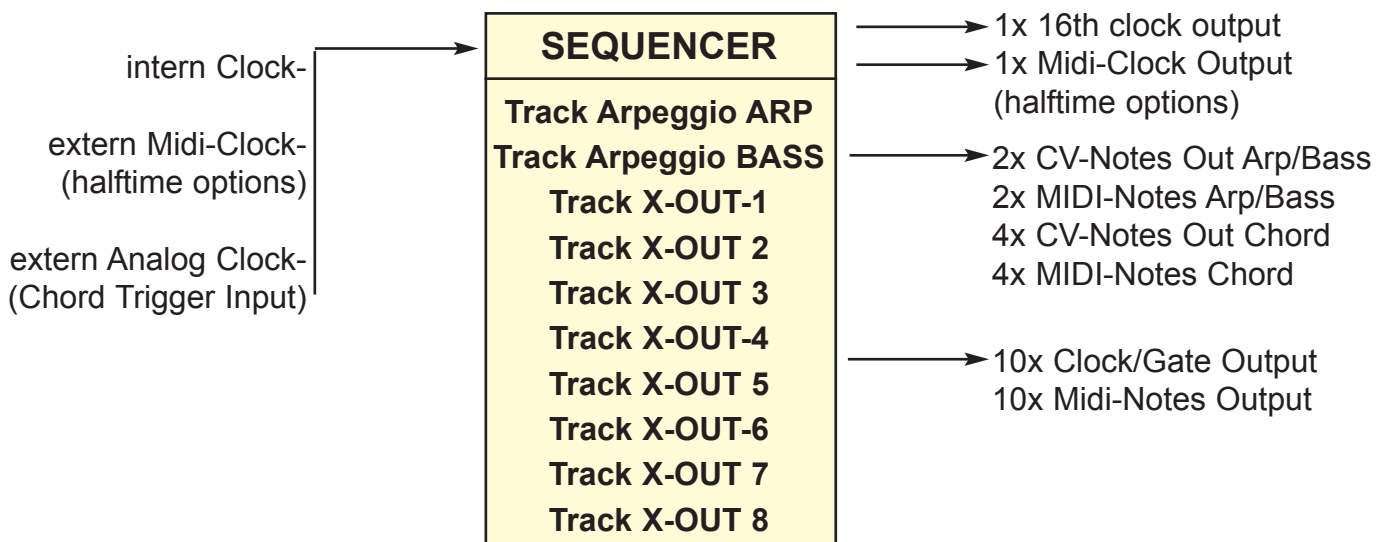 intern Clock-
extern Midi-Clock-
(halftime options)
extern Analog Clock-
(Chord Trigger Input)
SEQUENCER
Track Arpeggio ARP
Track Arpeggio BASS
Track X-OUT-1
Track X-OUT 2
Track X-OUT 3
Track X-OUT-4
Track X-OUT 5
Track X-OUT-6
Track X-OUT 7
Track X-OUT 8
1x 16th clock output
1x Midi-Clock Output
(halftime options)
2x CV-Notes Out Arp/Bass
2x MIDI-Notes Arp/Bass
4x CV-Notes Out Chord
4x MIDI-Notes Chord
10x Clock/Gate Output
10x Midi-Notes Output